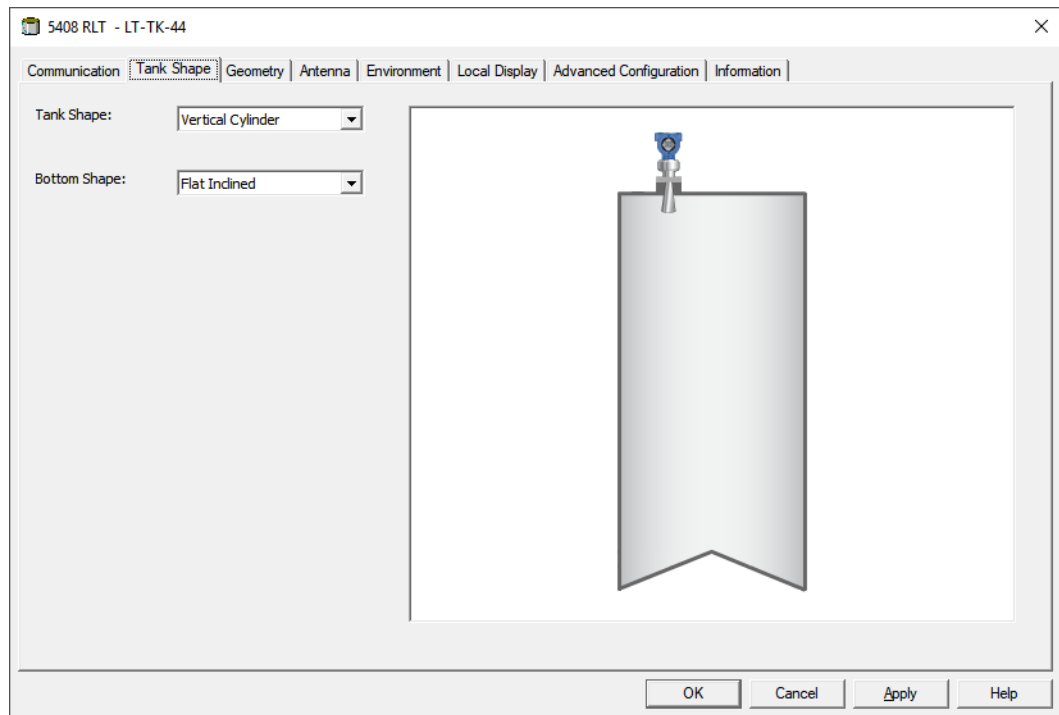 5408 RLT - LT-TK-44
Communication Tank Shape Geometry Antenna Environment Local Display Advanced Configuration Information
Tank Shape: Vertical Cylinder
Bottom Shape: Flat Inclined
OK Cancel Apply Help